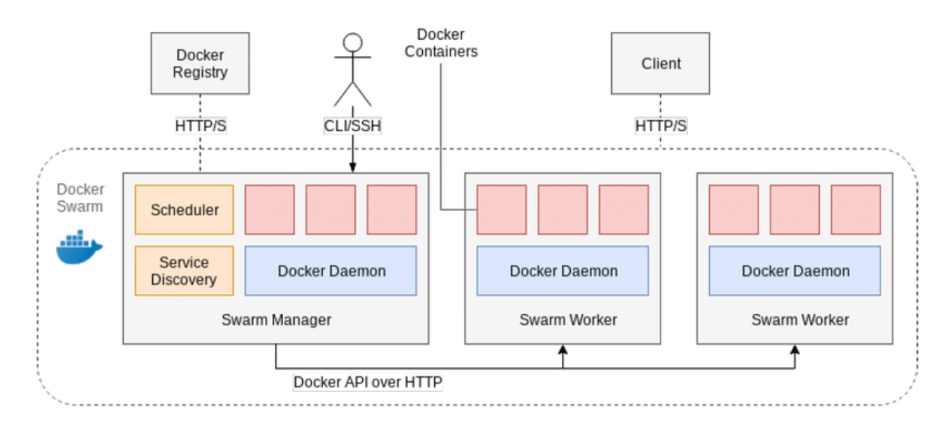 Docker
Registry
Docker
Containers
Client
HTTP/S
CLI/SSH
HTTP/S
Docker
Swarm
Scheduler
Service
Discovery
Docker Daemon
Swarm Manager
Docker Daemon
Swarm Worker
Docker Daemon
Swarm Worker
Docker API over HTTP